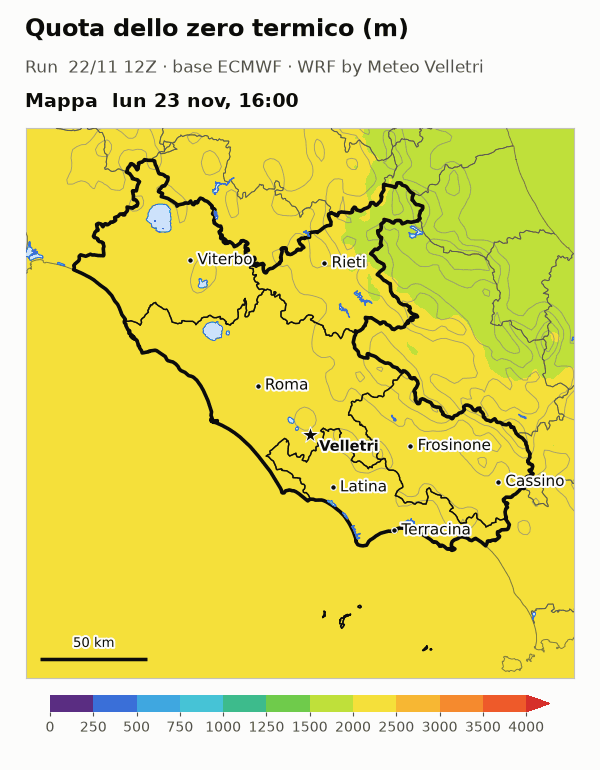 Quota dello zero termico (m)
Run 22/11 12Z · base ECMWF · WRF by Meteo Velletri
Mappa lun 23 nov, 16:00
Viterbo
Rieti
Roma
Velletri
Frosinone
Cassino
Latina
Terracina
50 km
0 250 500 750 1000 1250 1500 2000 2500 3000 3500 4000